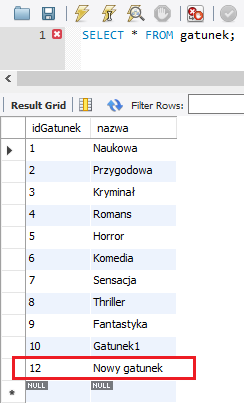 1 SELECT * FROM gatunek;
Result Grid Filter Rows:
idGatunek nazwa
1 Naukowa
2 Przygodowa
3 Kryminał
4 Romans
5 Horror
6 Komedia
7 Sensacja
8 Thriller
9 Fantastyka
10 Gatunek1
12 Nowy gatunek
NULL NULL